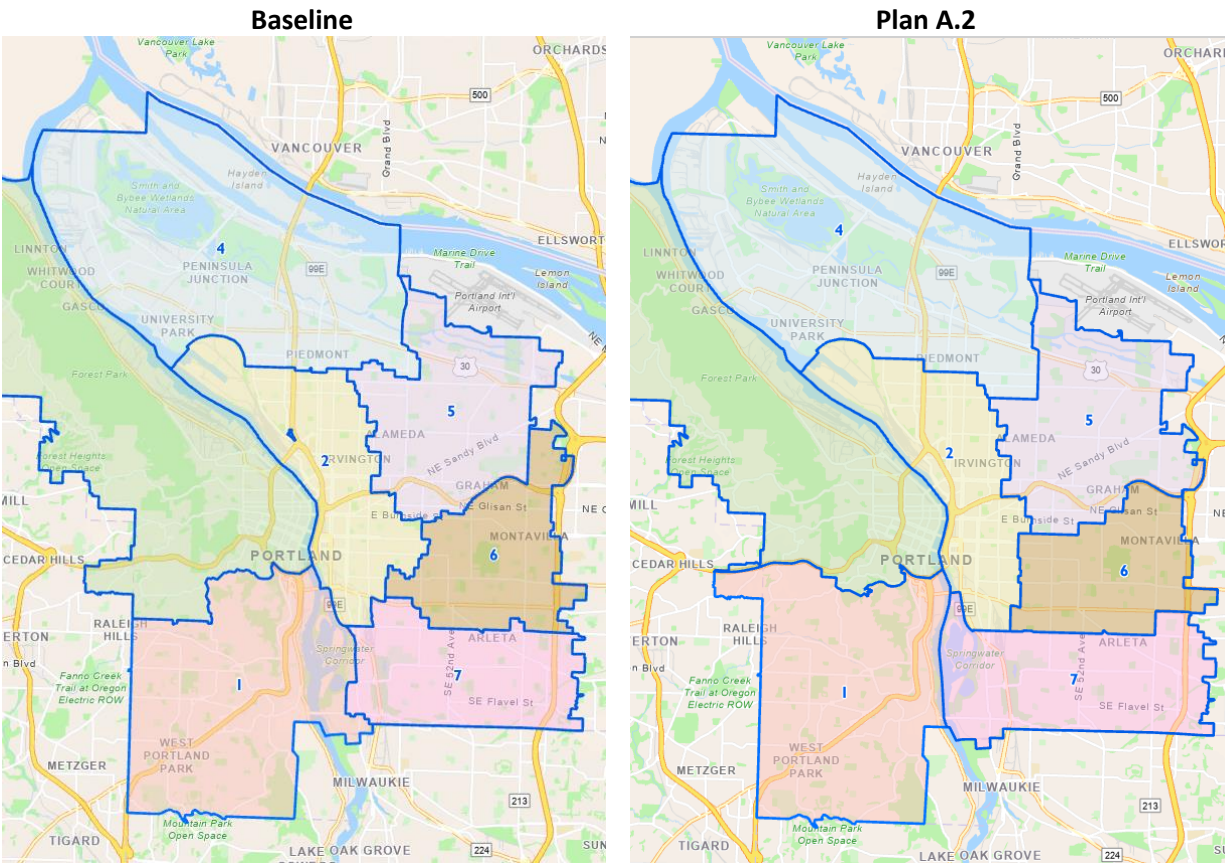 Baseline
Vancouver Lake
Park
ORCHARDS
500
Grand Blvd
VANCOUVER
Hayden
Island
Smith and
Bybee Wetlands
Natural Area
4
ELLSWORT
LINNTON
PENINSULA
JUNCTION
99E
Marine Drive
Trail
Lemon
Island
WHITWOOD
COURT
Portland Int'l
Airport
GASCO
UNIVERSITY
PARK
PIEDMONT
30
Forest Park
5
2
ALAMEDA
IRVINGTON
NE Sandy Blvd
Forest Heights
Open Space
GRAHAM
MILL
E Burnside
NE Glisan St
NE
MONTAVILLA
CEDAR HILLS
PORTLAND
6
99E
RALEIGH
HILLS
ERTON
n Blvd
ARLETA
Springwater
Corridor
SE 52nd Ave
Fanno Creek
Trail at Oregon
Electric ROW
1
7
SE Flavel St
WEST
PORTLAND
PARK
METZGER
MILWAUKIE
213
Mountain Park
Open Space
TIGARD
LAKE OAK GROVE
224
SUN
Plan A.2
Vancouver Lake
Park
ORCHARD
500
Grand Blvd
VANCOUVER
Hayden
Island
Smith and
Bybee Wetlands
Natural Area
4
ELLSWOR
LINNTON
PENINSULA
JUNCTION
99E
Marine Drive
Trail
Lemon
Island
WHITWOOD
COURT
Portland Int'l
Airport
GASCO
UNIVERSITY
PARK
PIEDMONT
30
Forest Park
5
2
ALAMEDA
IRVINGTON
NE Sandy Blvd
Forest Heights
Open Space
GRAHAM
MILL
E Burnside St
NE Glisan St
NE
MONTAVILLA
CEDAR HILLS
PORTLAND
6
99E
RALEIGH
HILLS
ERTON
n Blvd
ARLETA
Springwater
Corridor
SE 52nd Ave
Fanno Creek
Trail at Oregon
Electric ROW
1
7
SE Flavel St
WEST
PORTLAND
PARK
METZGER
MILWAUKIE
213
Mountain Park
Open Space
TIGARD
LAKE OAK GROVE
224
SU